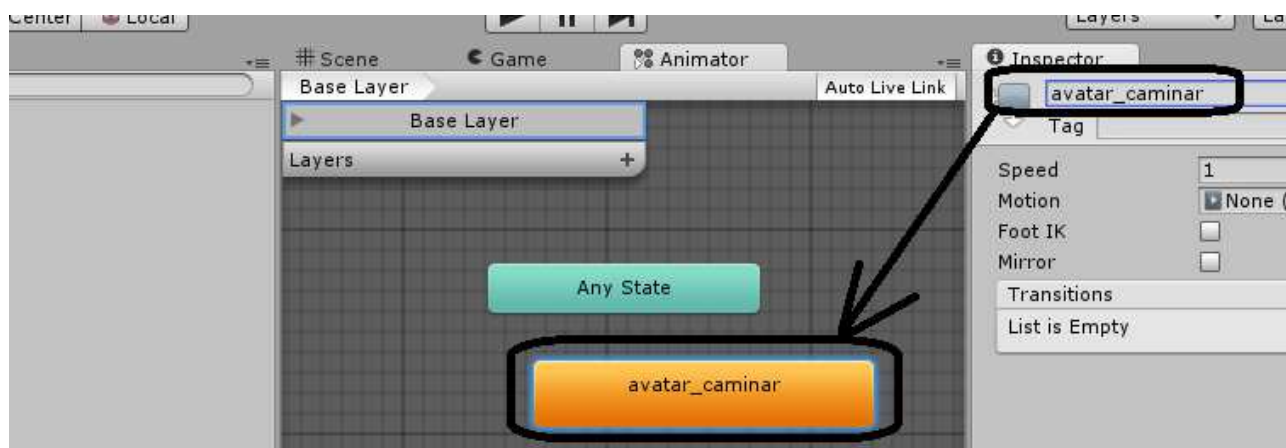 Center Local Layers La
# Scene Game Animator Inspector
Base Layer Auto Live Link avatar_caminar
Base Layer Tag
Layers +
Speed 1
Motion None (
Foot IK
Mirror
Any State
Transitions
List is Empty
avatar_caminar